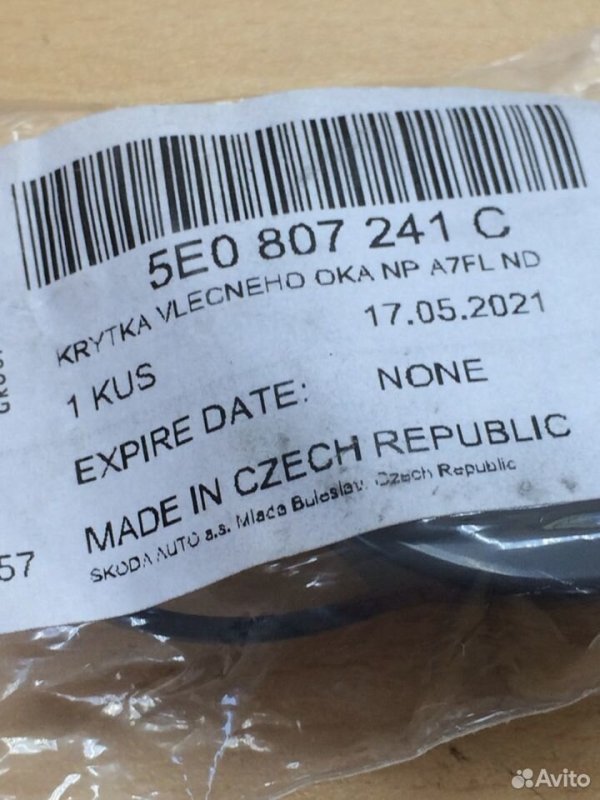 5E0 807 241 C
KRYTKA VLECNEHO OKA NP A7FL ND
1 KUS 17.05.2021
EXPIRE DATE: NONE
MADE IN CZECH REPUBLIC
SKODA AUTO a.s. Mlada Boleslav, Czech Republic
57
Avito